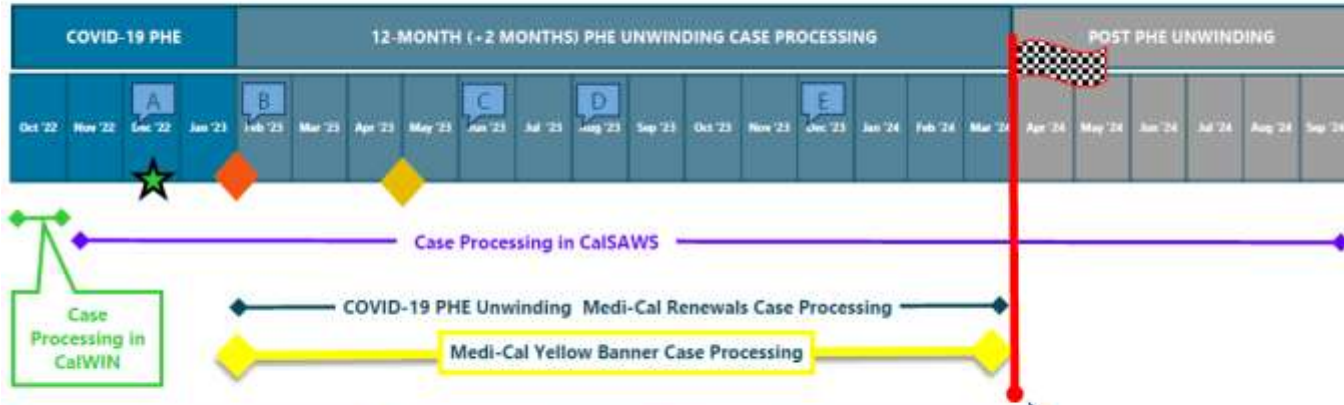 COVID-19 PHE
12-MONTH (+2 MONTHS) PHE UNWINDING CASE PROCESSING
POST PHE UNWINDING
A
B
C
D
E
Oct '22
Nov '22
Dec '22
Jan '23
Feb '23
Mar '23
Apr '23
May '23
Jun '23
Jul '23
Aug '23
Sep '23
Oct '23
Nov '23
Dec '23
Jan '24
Feb '24
Mar '24
Apr '24
May '24
Jun '24
Jul '24
Aug '24
Sep '24
Case Processing in CalSAWS
Case
Processing in
CalWIN
COVID-19 PHE Unwinding Medi-Cal Renewals Case Processing
Medi-Cal Yellow Banner Case Processing